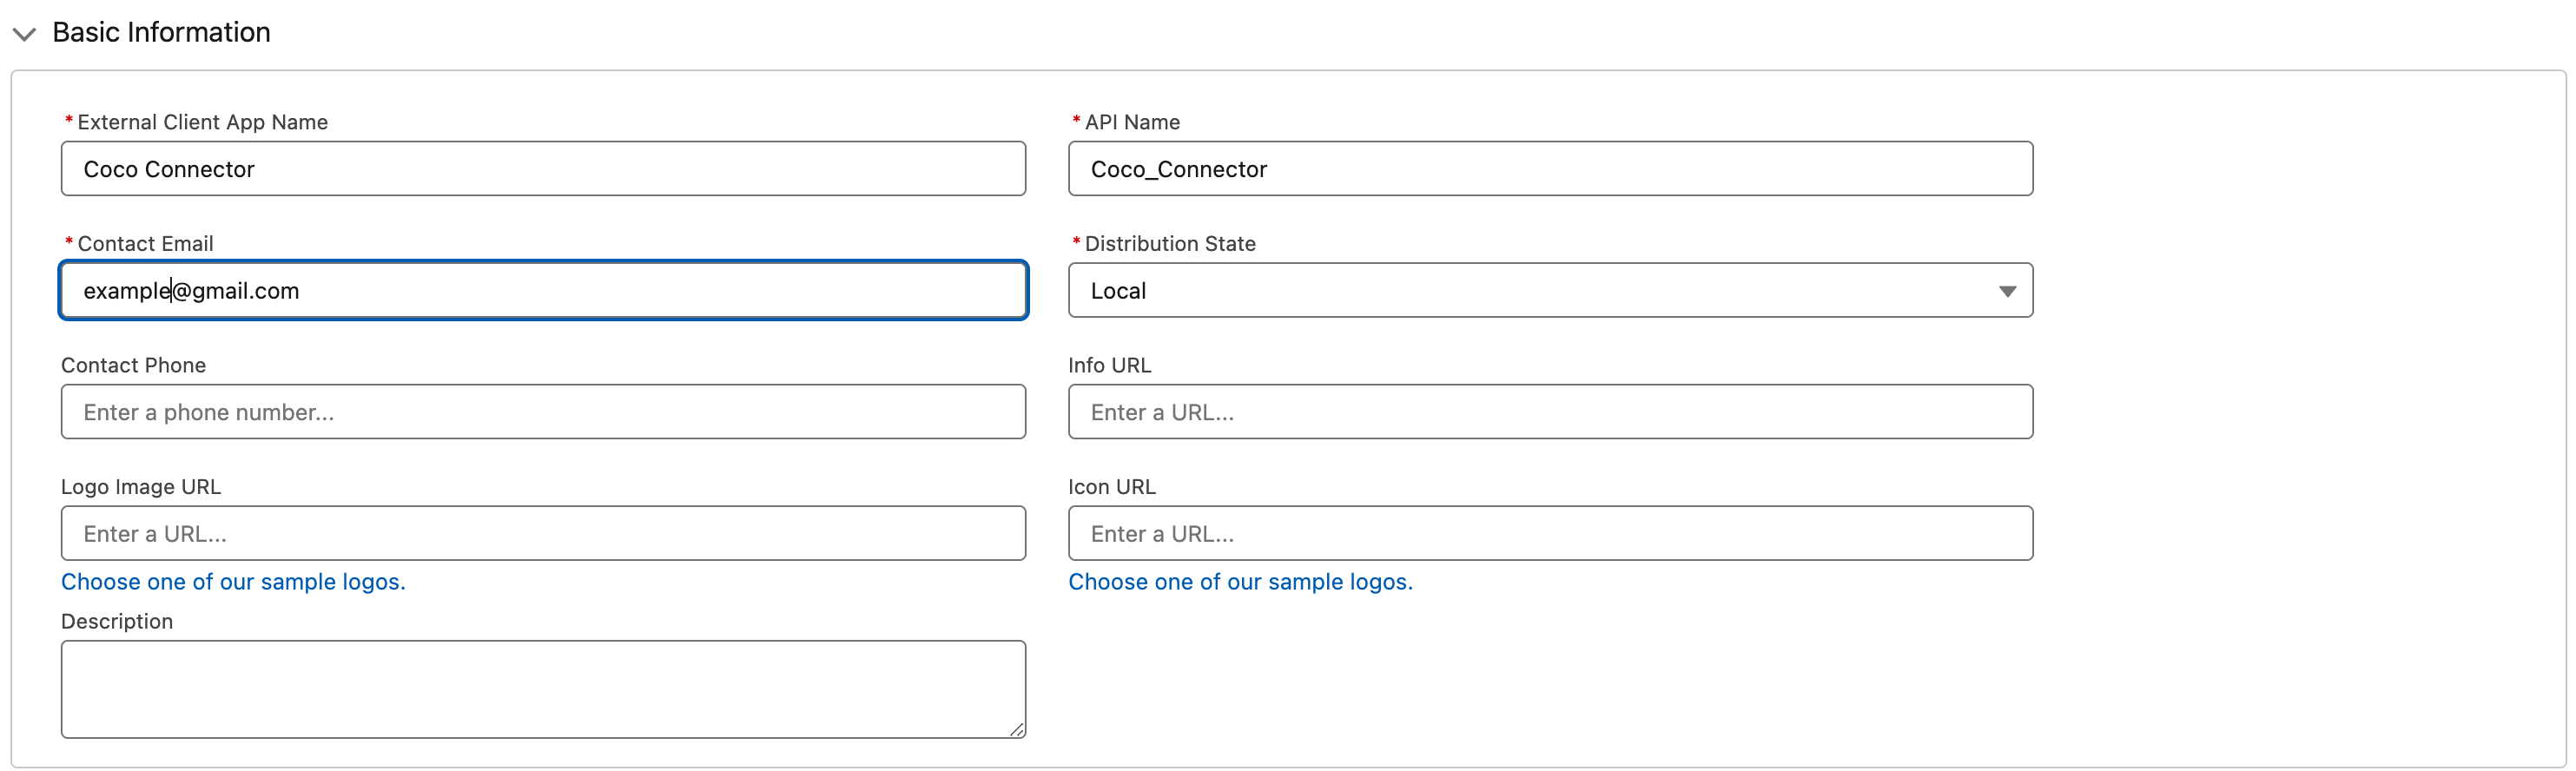 Basic Information
*External Client App Name
Coco Connector
*API Name
Coco_Connector
*Contact Email
example@gmail.com
*Distribution State
Local
Contact Phone
Enter a phone number...
Info URL
Enter a URL...
Logo Image URL
Enter a URL...
Choose one of our sample logos.
Icon URL
Enter a URL...
Choose one of our sample logos.
Description